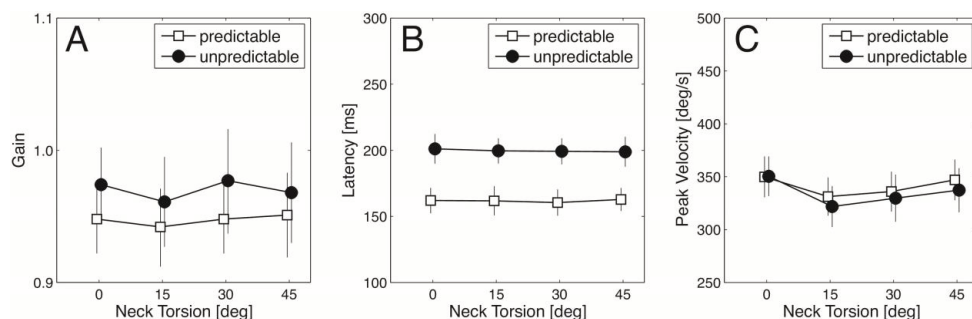 A
predictable
unpredictable
1.1
1.0
0.9
Gain
0
15
30
45
Neck Torsion [deg]
B
predictable
unpredictable
300
250
200
150
100
Latency [ms]
0
15
30
45
Neck Torsion [deg]
C
predictable
unpredictable
500
450
400
350
300
250
Peak Velocity [deg/s]
0
15
30
45
Neck Torsion [deg]